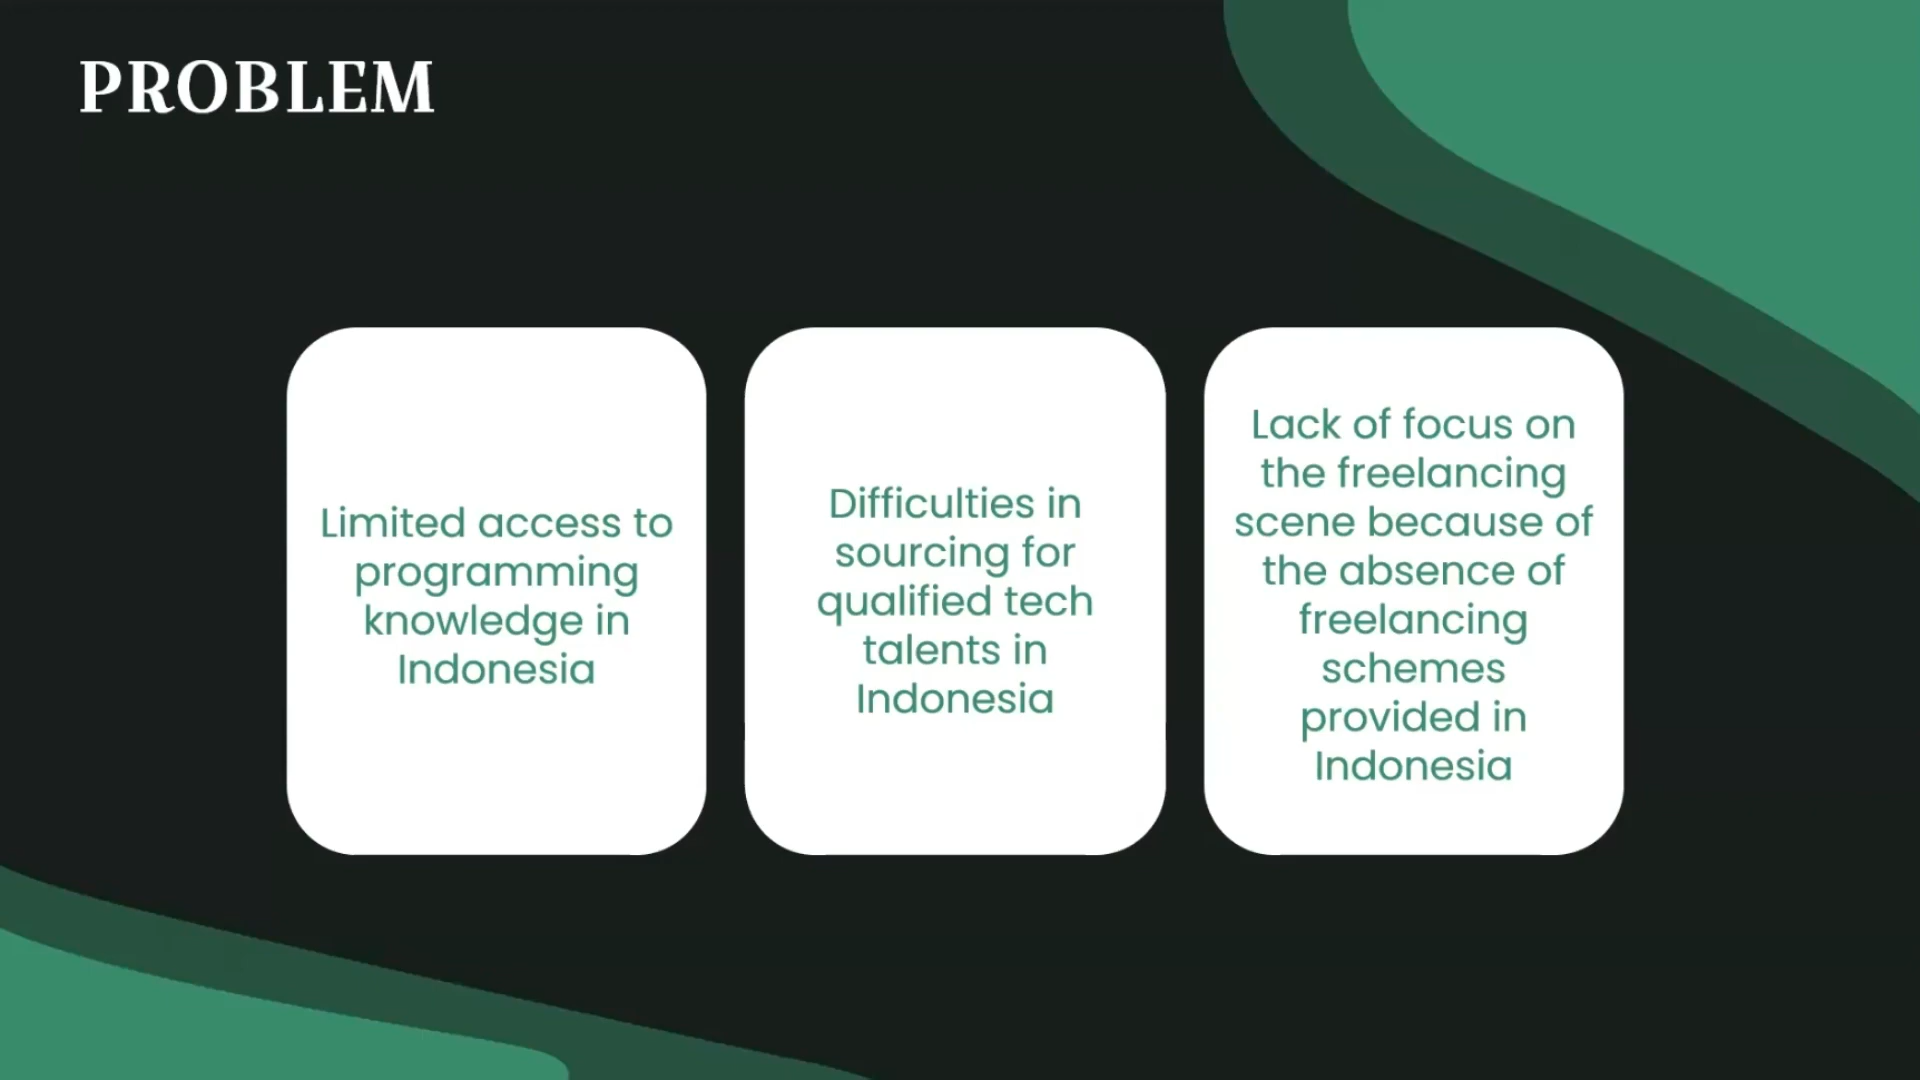 PROBLEM
Limited access to
programming
knowledge in
Indonesia
Difficulties in
sourcing for
qualified tech
talents in
Indonesia
Lack of focus on
the freelancing
scene because of
the absence of
freelancing
schemes
provided in
Indonesia